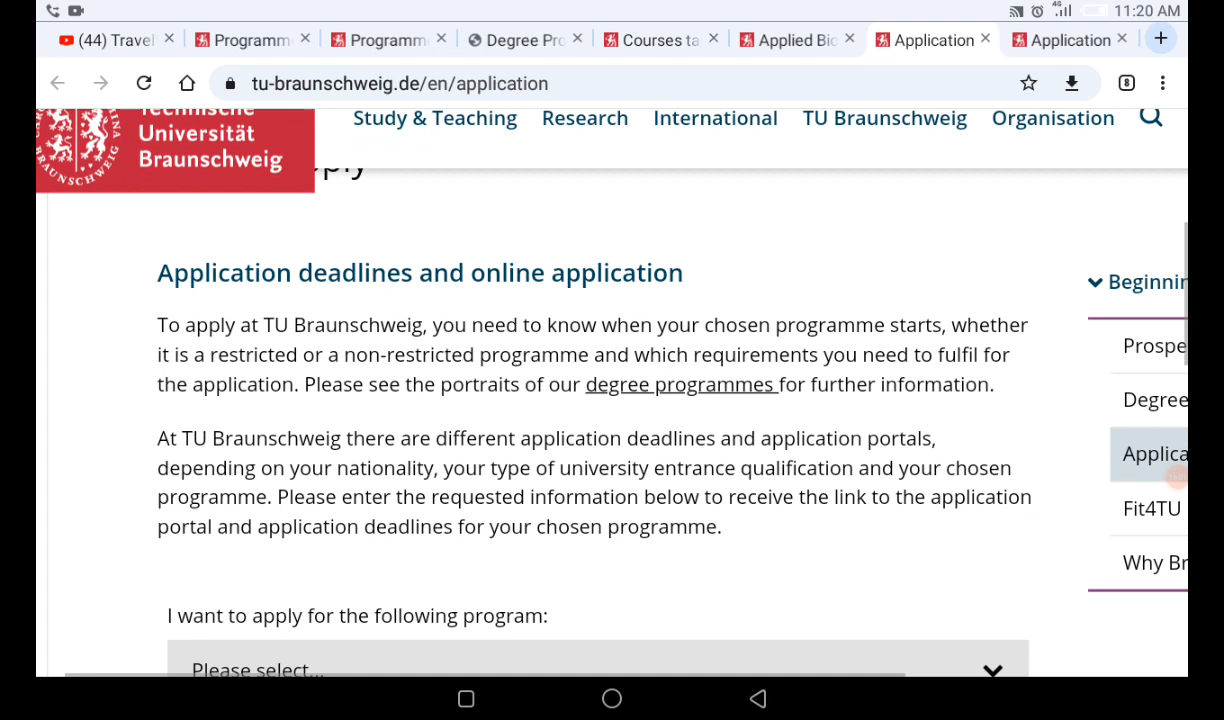 4G 11:20 AM
(44) Travel Programm Programm Degree Pro Courses ta Applied Bio Application Application
tu-braunschweig.de/en/application 8
Technische
Universität
Braunschweig
BRAUNSCHWEIG
Study & Teaching Research International TU Braunschweig Organisation
Application deadlines and online application
To apply at TU Braunschweig, you need to know when your chosen programme starts, whether
it is a restricted or a non-restricted programme and which requirements you need to fulfil for
the application. Please see the portraits of our degree programmes for further information.
At TU Braunschweig there are different application deadlines and application portals,
depending on your nationality, your type of university entrance qualification and your chosen
programme. Please enter the requested information below to receive the link to the application
portal and application deadlines for your chosen programme.
I want to apply for the following program:
Please select...
Beginnin
Prospe
Degree
Applica
Fit4TU
Why Br